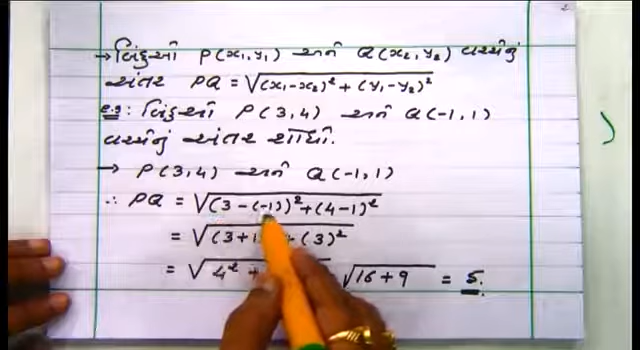 → બિંદુઓ P(x₁,y₁) અને Q(x₂,y₂) વચ્ચેનું
અંતર PQ = √(x₁-x₂)² + (y₁-y₂)²
e.g: બિંદુઓ P(3,4) અને Q(-1,1)
વચ્ચેનું અંતર શોધો.
→ P(3,4) અને Q(-1,1)
∴ PQ = √(3-(-1))²+(4-1)²
= √(3+1 + (3)²
= √4² + √16+9 = 5.